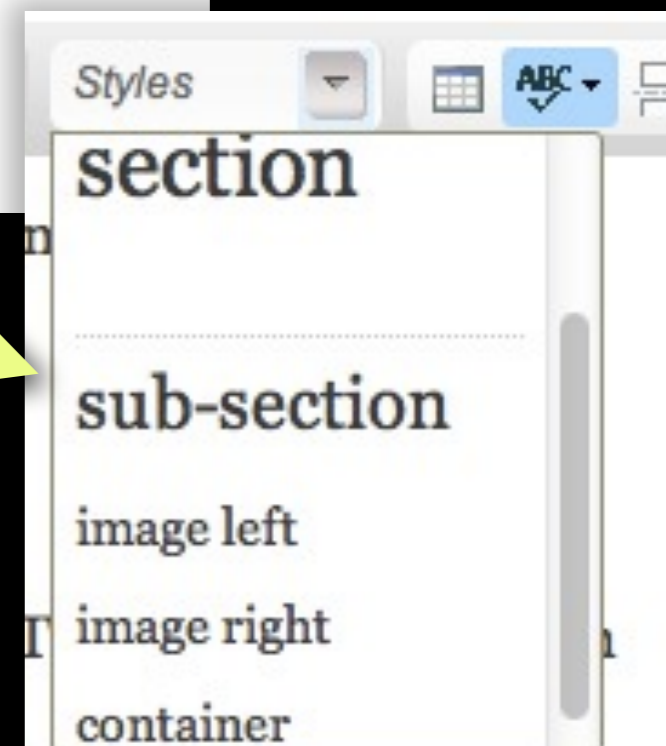 Styles
ABC
section
sub-section
image left
image right
container